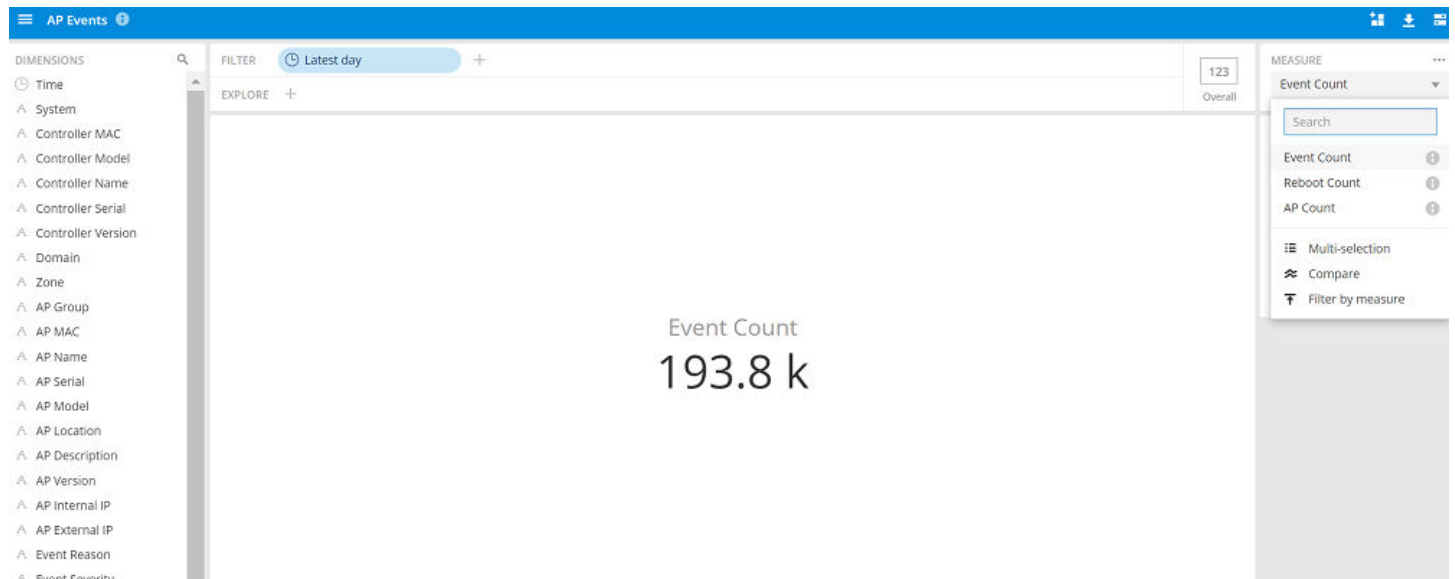 AP Events
DIMENSIONS
Time
System
Controller MAC
Controller Model
Controller Name
Controller Serial
Controller Version
Domain
Zone
AP Group
AP MAC
AP Name
AP Serial
AP Model
AP Location
AP Description
AP Version
AP Internal IP
AP External IP
Event Reason
Event Severity
FILTER Latest day
EXPLORE
123
Overall
Event Count
193.8 k
MEASURE
Event Count
Search
Event Count
Reboot Count
AP Count
Multi-selection
Compare
Filter by measure